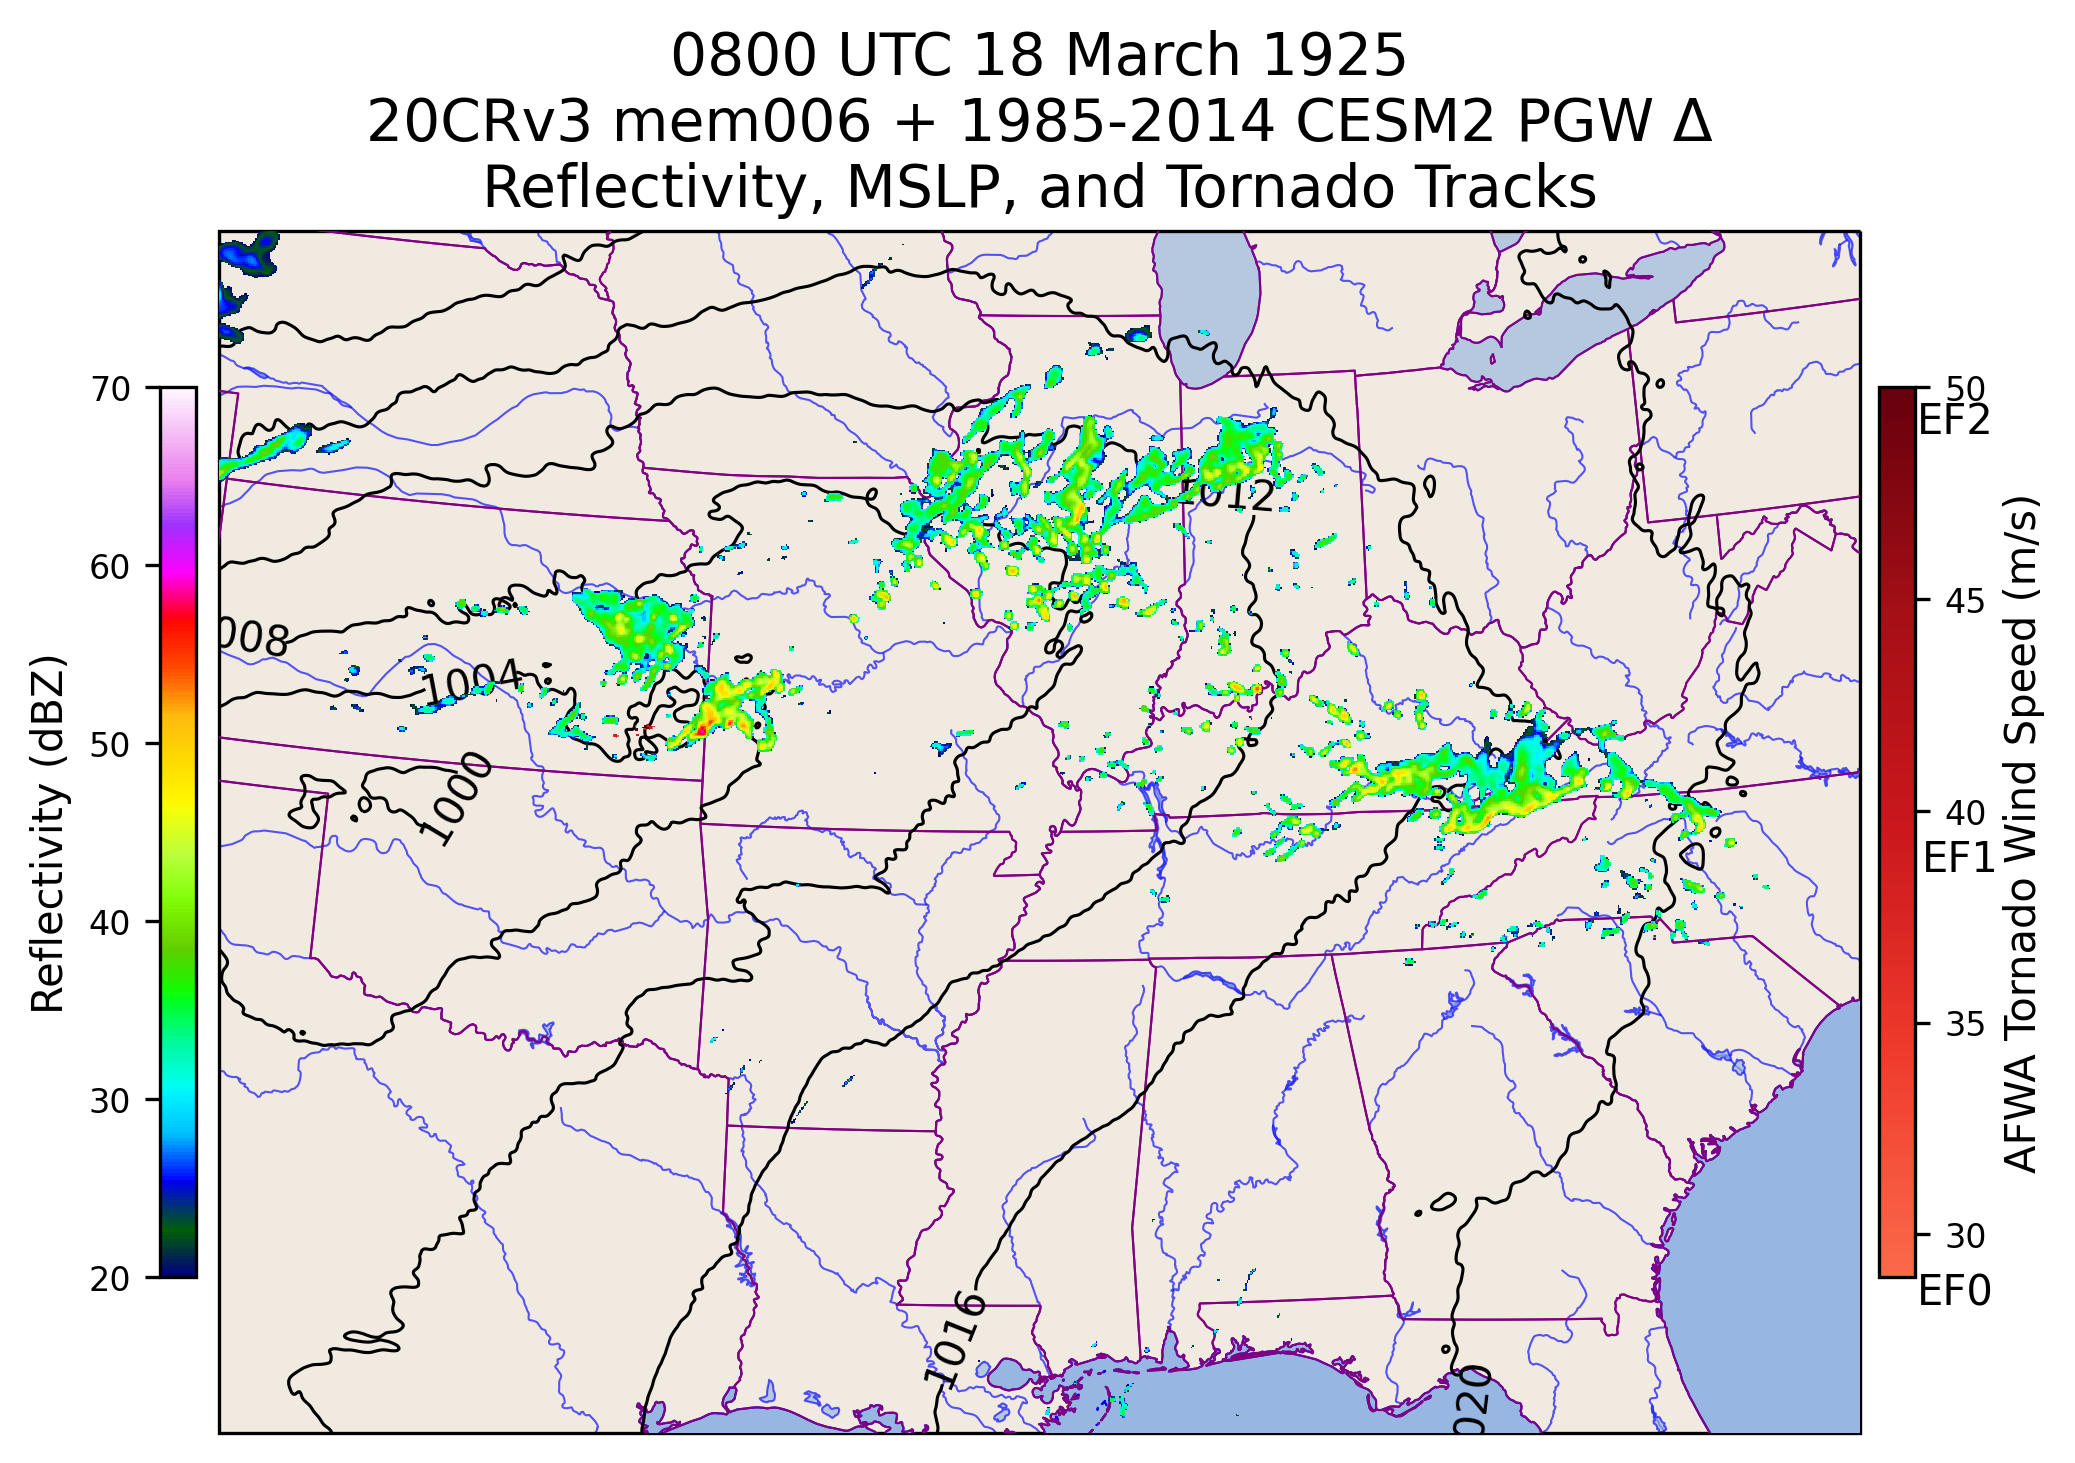 0800 UTC 18 March 1925
20CRv3 mem006 + 1985-2014 CESM2 PGW Δ
Reflectivity, MSLP, and Tornado Tracks
70
60
50
40
30
20
Reflectivity (dBZ)
1012
008
1004
1000
1016
020
50
EF2
45
40
EF1
35
30
EF0
AFWA Tornado Wind Speed (m/s)